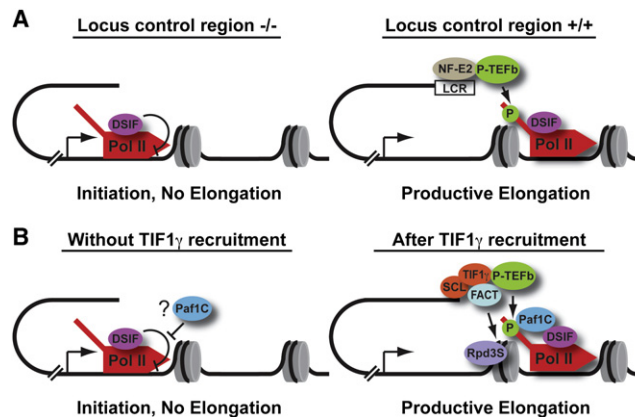 A
Locus control region -/-
Locus control region +/+
NF-E2
P-TEFb
LCR
P
DSIF
Pol II
DSIF
Pol II
Initiation, No Elongation
Productive Elongation
B
Without TIF1γ recruitment
After TIF1γ recruitment
TIF1γ
P-TEFb
SCL
FACT
?
Paf1C
P
Paf1C
DSIF
Pol II
DSIF
Rpd3S
Pol II
Initiation, No Elongation
Productive Elongation